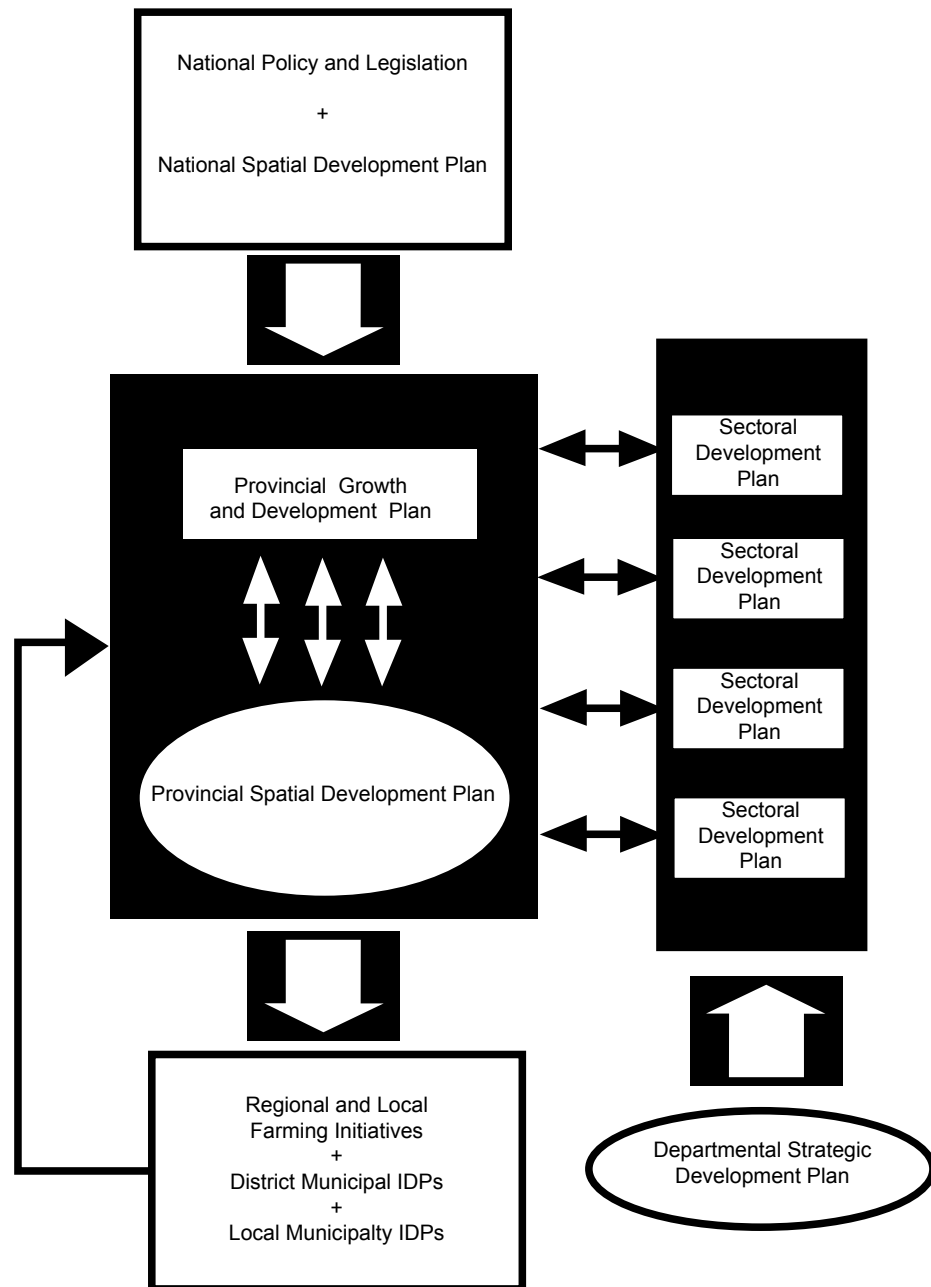 National Policy and Legislation
+
National Spatial Development Plan
Provincial Growth
and Development Plan
Provincial Spatial Development Plan
Sectoral
Development
Plan
Sectoral
Development
Plan
Sectoral
Development
Plan
Sectoral
Development
Plan
Regional and Local
Farming Initiatives
+
District Municipal IDPs
+
Local Municipalty IDPs
Departmental Strategic
Development Plan